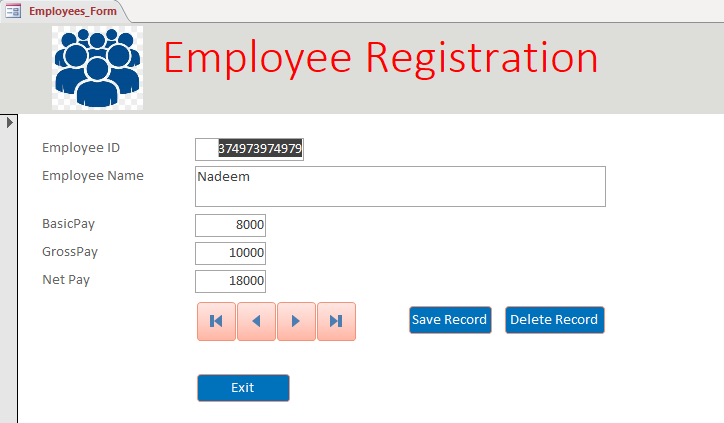 Employees_Form
Employee Registration
Employee ID 374973974979
Employee Name Nadeem
BasicPay 8000
GrossPay 10000
Net Pay 18000
Save Record Delete Record
Exit